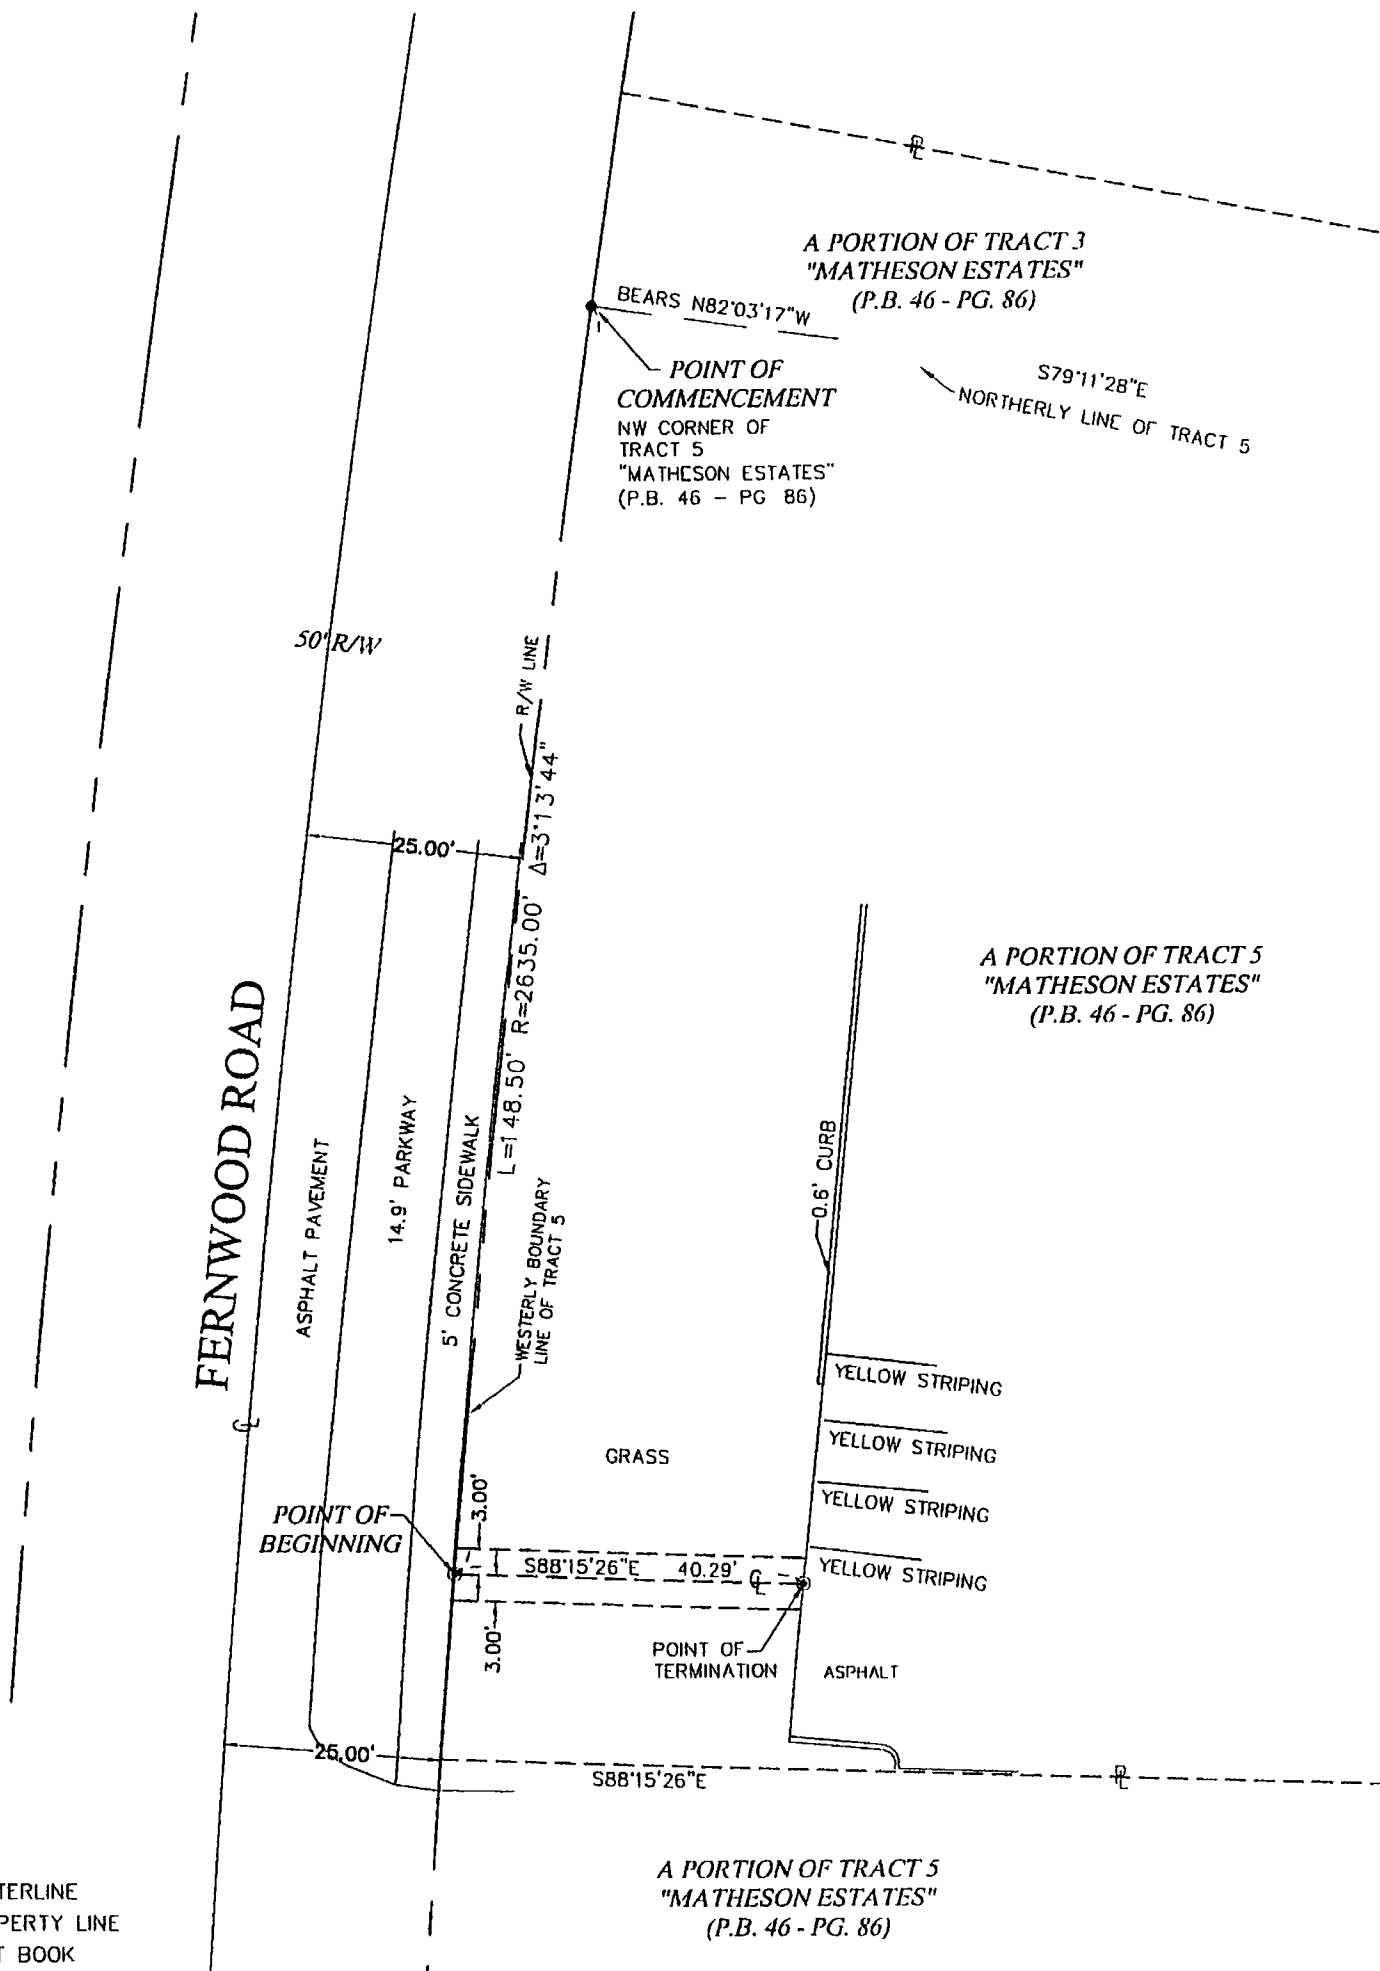 A PORTION OF TRACT 3
"MATHESON ESTATES"
(P.B. 46 - PG. 86)
BEARS N82°03'17"W
POINT OF
COMMENCEMENT
NW CORNER OF
TRACT 5
"MATHESON ESTATES"
(P.B. 46 - PG 86)
S79°11'28"E
NORTHERLY LINE OF TRACT 5
50' R/W
R/W LINE
25.00'
L=148.50' R=2635.00' Δ=3°13'44"
A PORTION OF TRACT 5
"MATHESON ESTATES"
(P.B. 46 - PG. 86)
FERNWOOD ROAD
ASPHALT PAVEMENT
14.9' PARKWAY
5' CONCRETE SIDEWALK
WESTERLY BOUNDARY
LINE OF TRACT 5
0.6' CURB
YELLOW STRIPING
YELLOW STRIPING
YELLOW STRIPING
YELLOW STRIPING
GRASS
POINT OF
BEGINNING
3.00'
S88°15'26"E 40.29'
3.00'
POINT OF
TERMINATION
ASPHALT
25.00'
S88°15'26"E
A PORTION OF TRACT 5
"MATHESON ESTATES"
(P.B. 46 - PG. 86)
TERLINE
PERTY LINE
T BOOK